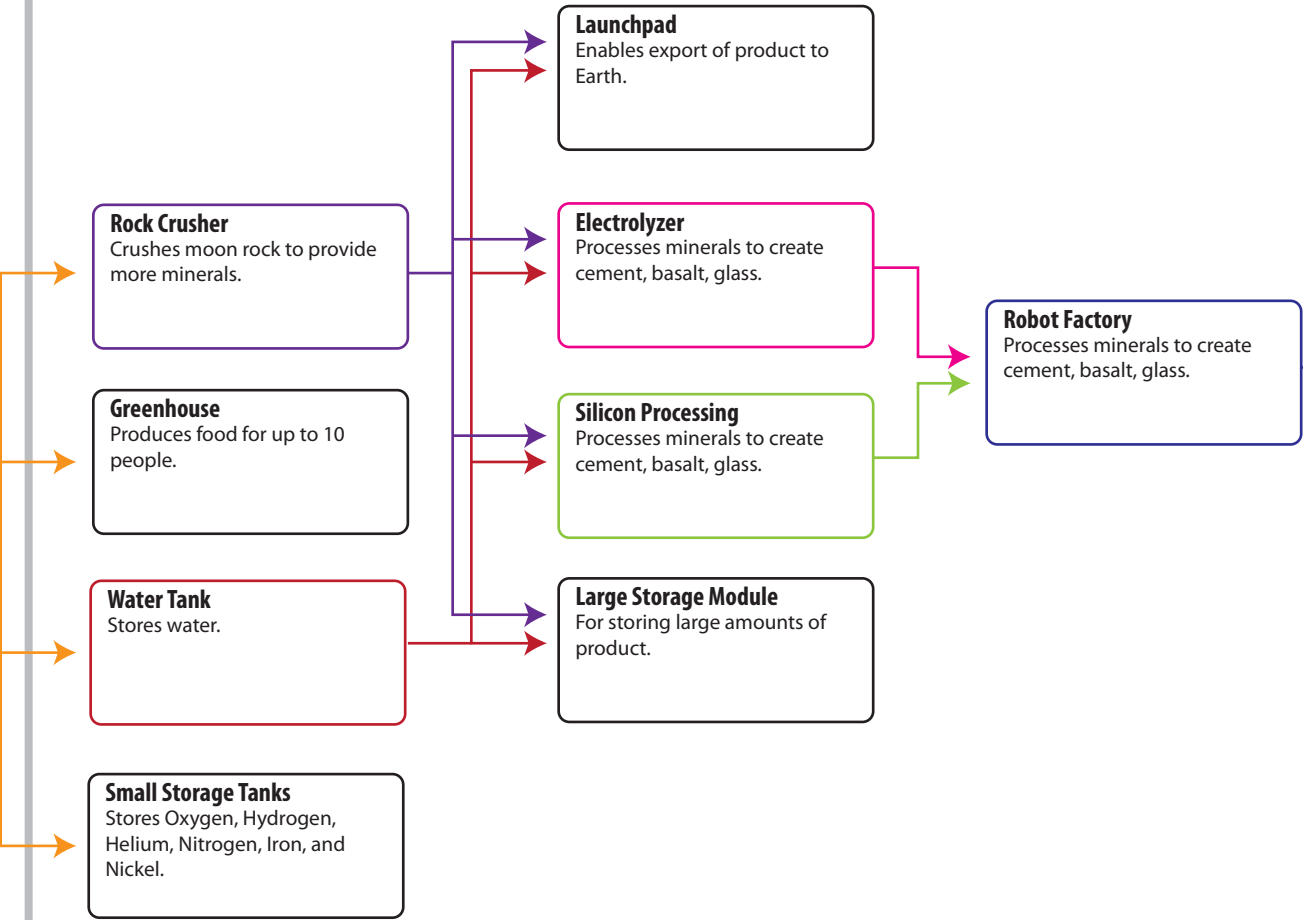 Launchpad
Enables export of product to
Earth.
Rock Crusher
Crushes moon rock to provide
more minerals.
Electrolyzer
Processes minerals to create
cement, basalt, glass.
Robot Factory
Processes minerals to create
cement, basalt, glass.
Greenhouse
Produces food for up to 10
people.
Silicon Processing
Processes minerals to create
cement, basalt, glass.
Water Tank
Stores water.
Large Storage Module
For storing large amounts of
product.
Small Storage Tanks
Stores Oxygen, Hydrogen,
Helium, Nitrogen, Iron, and
Nickel.